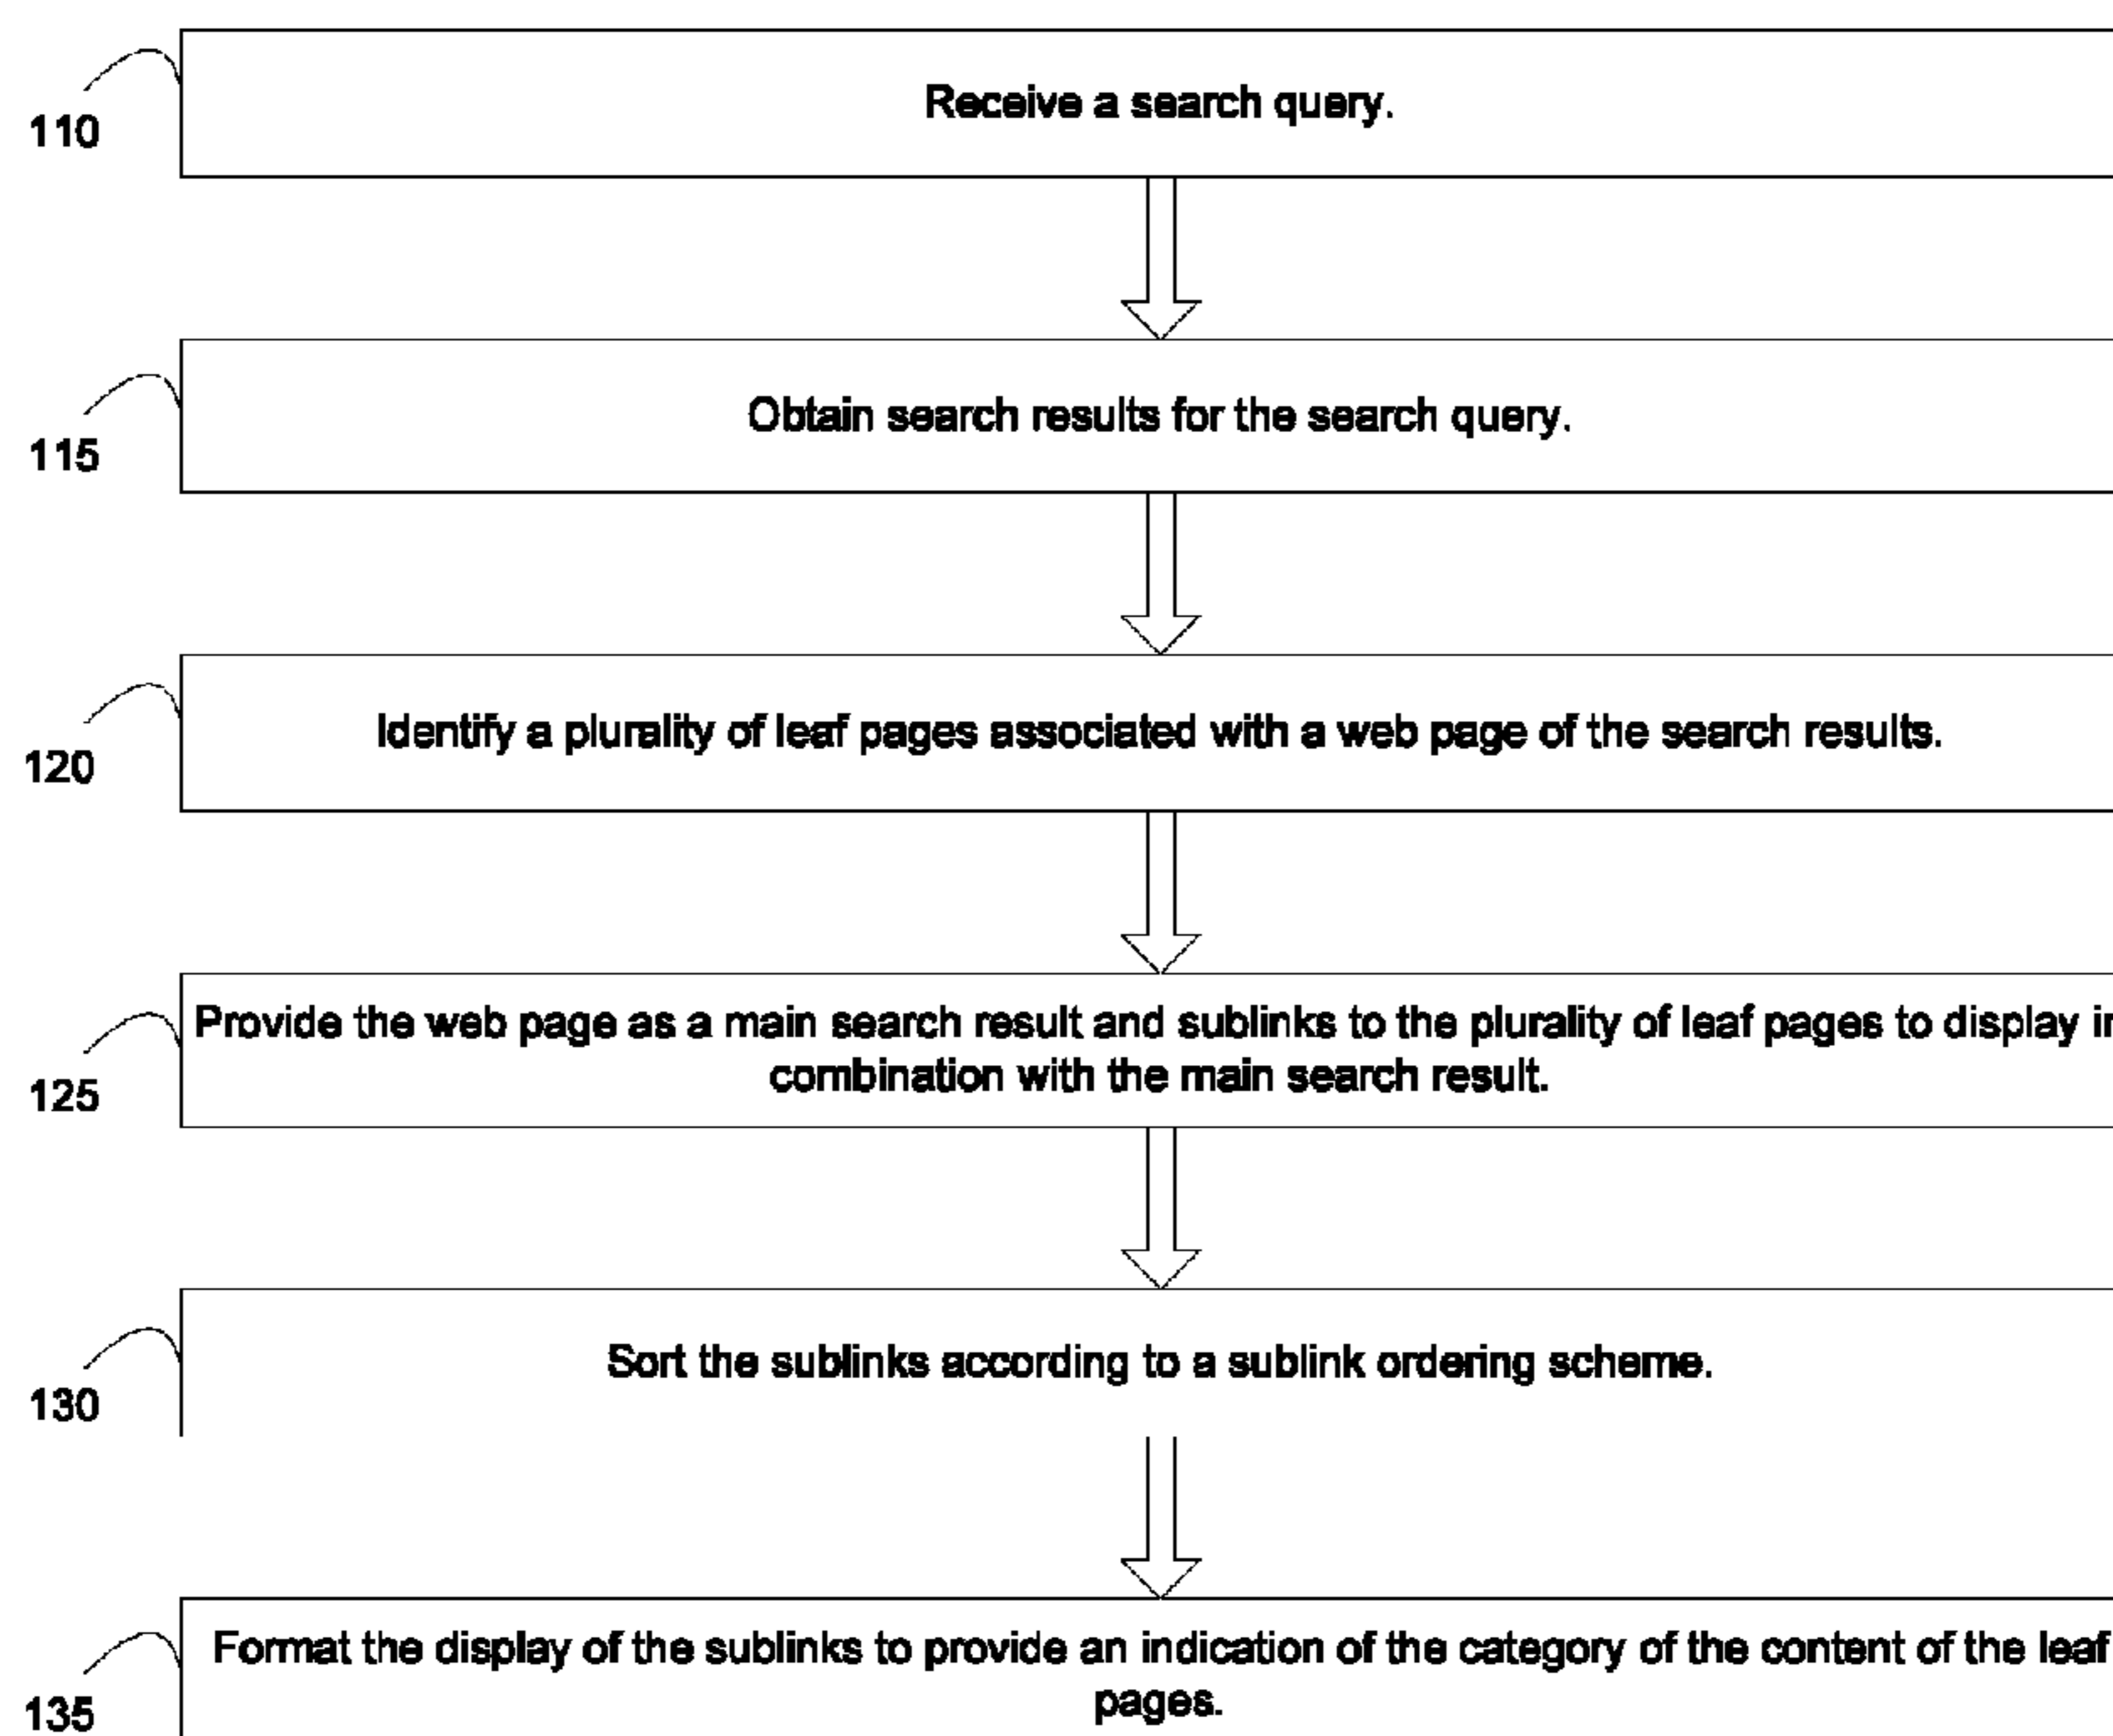 Receive a search query.
110
Obtain search results for the search query.
115
Identify a plurality of leaf pages associated with a web page of the search results.
120
Provide the web page as a main search result and sublinks to the plurality of leaf pages to display in
combination with the main search result.
125
Sort the sublinks according to a sublink ordering scheme.
130
Format the display of the sublinks to provide an indication of the category of the content of the leaf
pages.
135